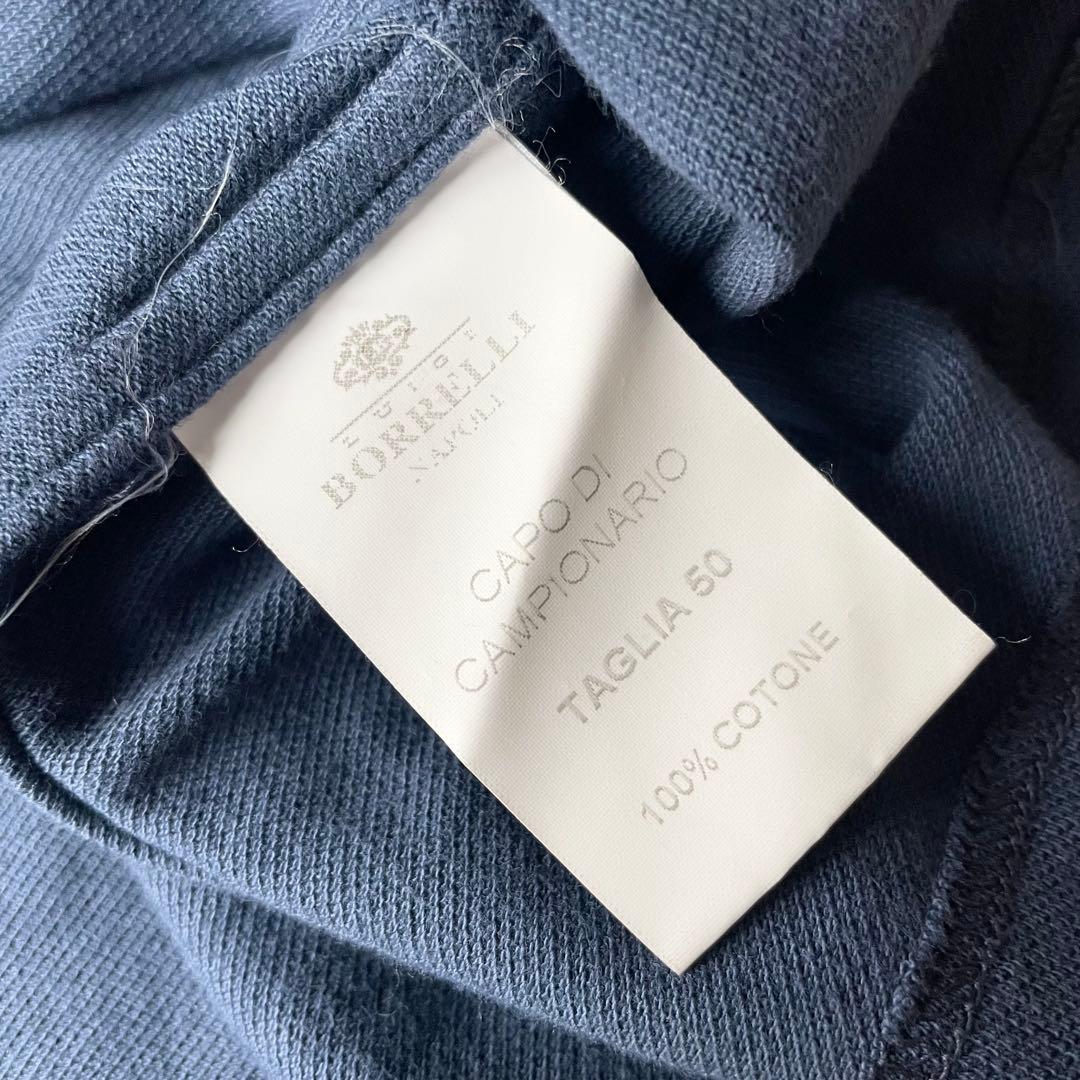 LUIGI
BORRELLI
NAPOLI
CAPO DI
CAMPIONARIO
TAGLIA 50
100% COTONE